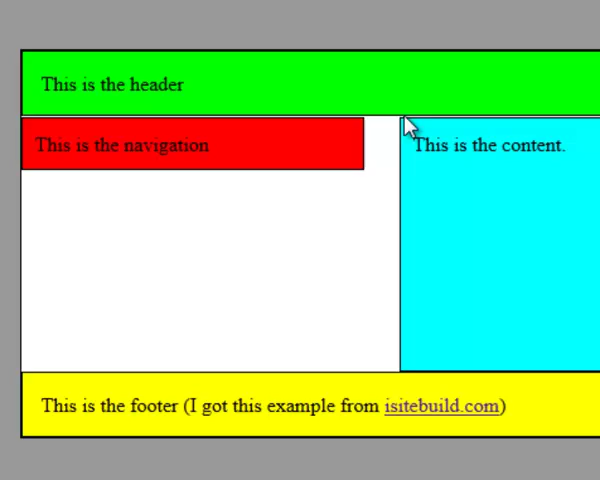 This is the header
This is the navigation
This is the content.
This is the footer (I got this example from isitebuild.com)